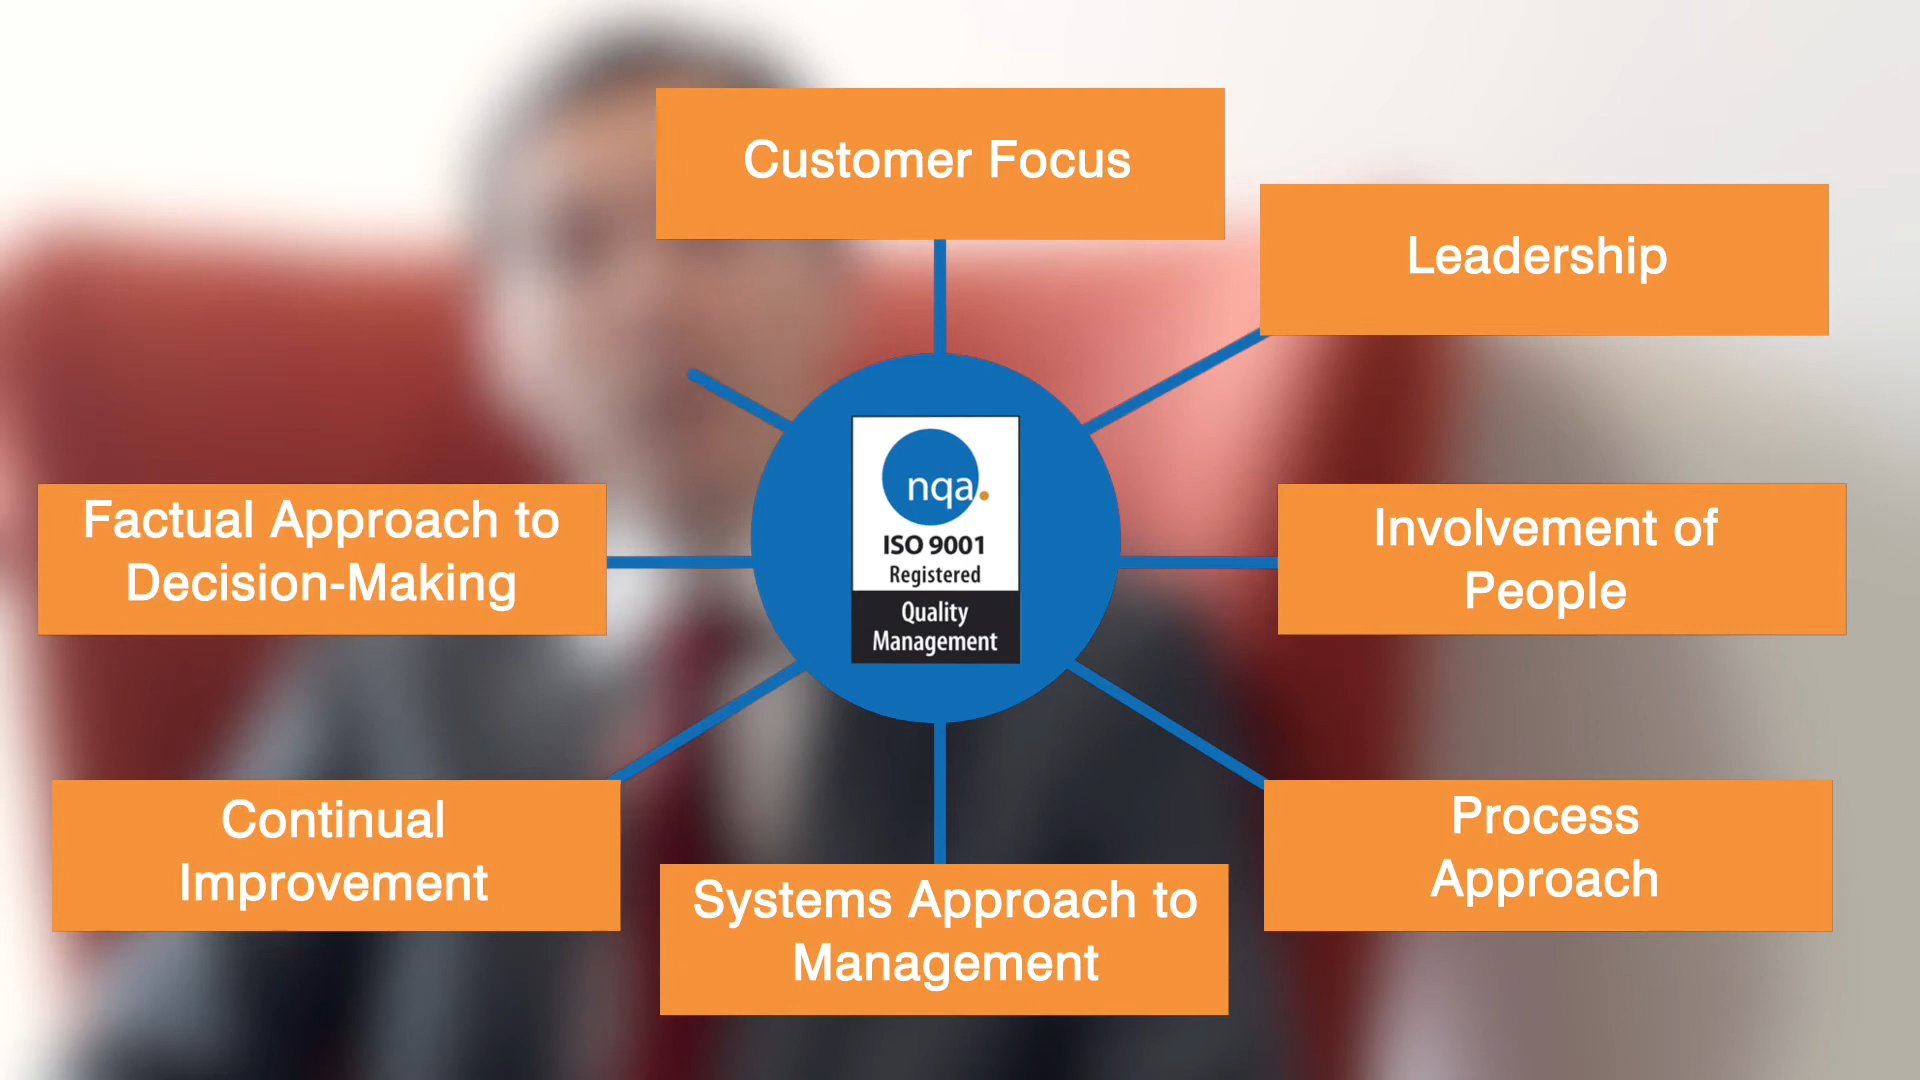 Customer Focus
Leadership
Involvement of
People
Process
Approach
Systems Approach to
Management
Continual
Improvement
Factual Approach to
Decision-Making
nqa.
ISO 9001
Registered
Quality
Management